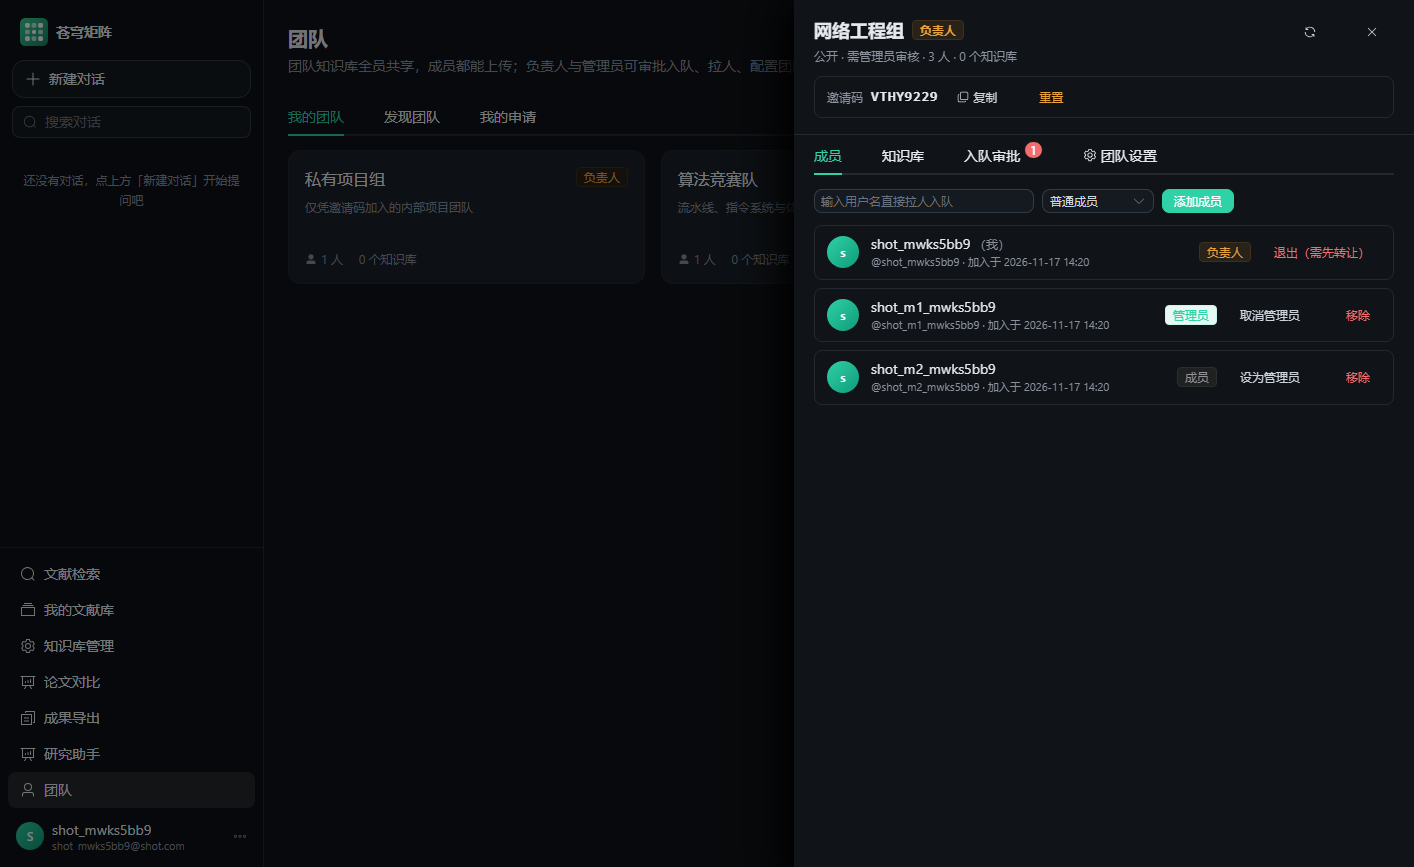 苍穹矩阵
新建对话
搜索对话
还没有对话，点上方「新建对话」开始提
问吧
文献检索
我的文献库
知识库管理
论文对比
成果导出
研究助手
团队
s
shot_mwks5bb9
shot_mwks5bb9@shot.com
团队
团队知识库全员共享，成员都能上传；负责人与管理员可审批入队、拉人、配置团
我的团队 发现团队 我的申请
私有项目组 负责人
仅凭邀请码加入的内部项目团队
1 人 0 个知识库
算法竞赛队
流水线、指令系统与
1 人 0 个知识库
网络工程组 负责人
公开 · 需管理员审核 · 3 人 · 0 个知识库
邀请码 VTHY9229 复制 重置
成员 知识库 入队审批 1 团队设置
输入用户名直接拉人入队 普通成员 添加成员
s
shot_mwks5bb9 （我）
@shot_mwks5bb9 · 加入于 2026-11-17 14:20
负责人 退出（需先转让）
s
shot_m1_mwks5bb9
@shot_m1_mwks5bb9 · 加入于 2026-11-17 14:20
管理员 取消管理员 移除
s
shot_m2_mwks5bb9
@shot_m2_mwks5bb9 · 加入于 2026-11-17 14:20
成员 设为管理员 移除